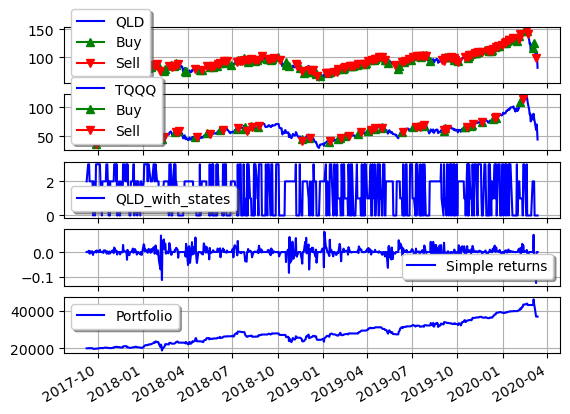 150
100
QLD
Buy
Sell
100
50
TQQQ
Buy
Sell
2
0
QLD_with_states
0.0
−0.1
Simple returns
40000
20000
Portfolio
2017-10 2018-01 2018-04 2018-07 2018-10 2019-01 2019-04 2019-07 2019-10 2020-01 2020-04